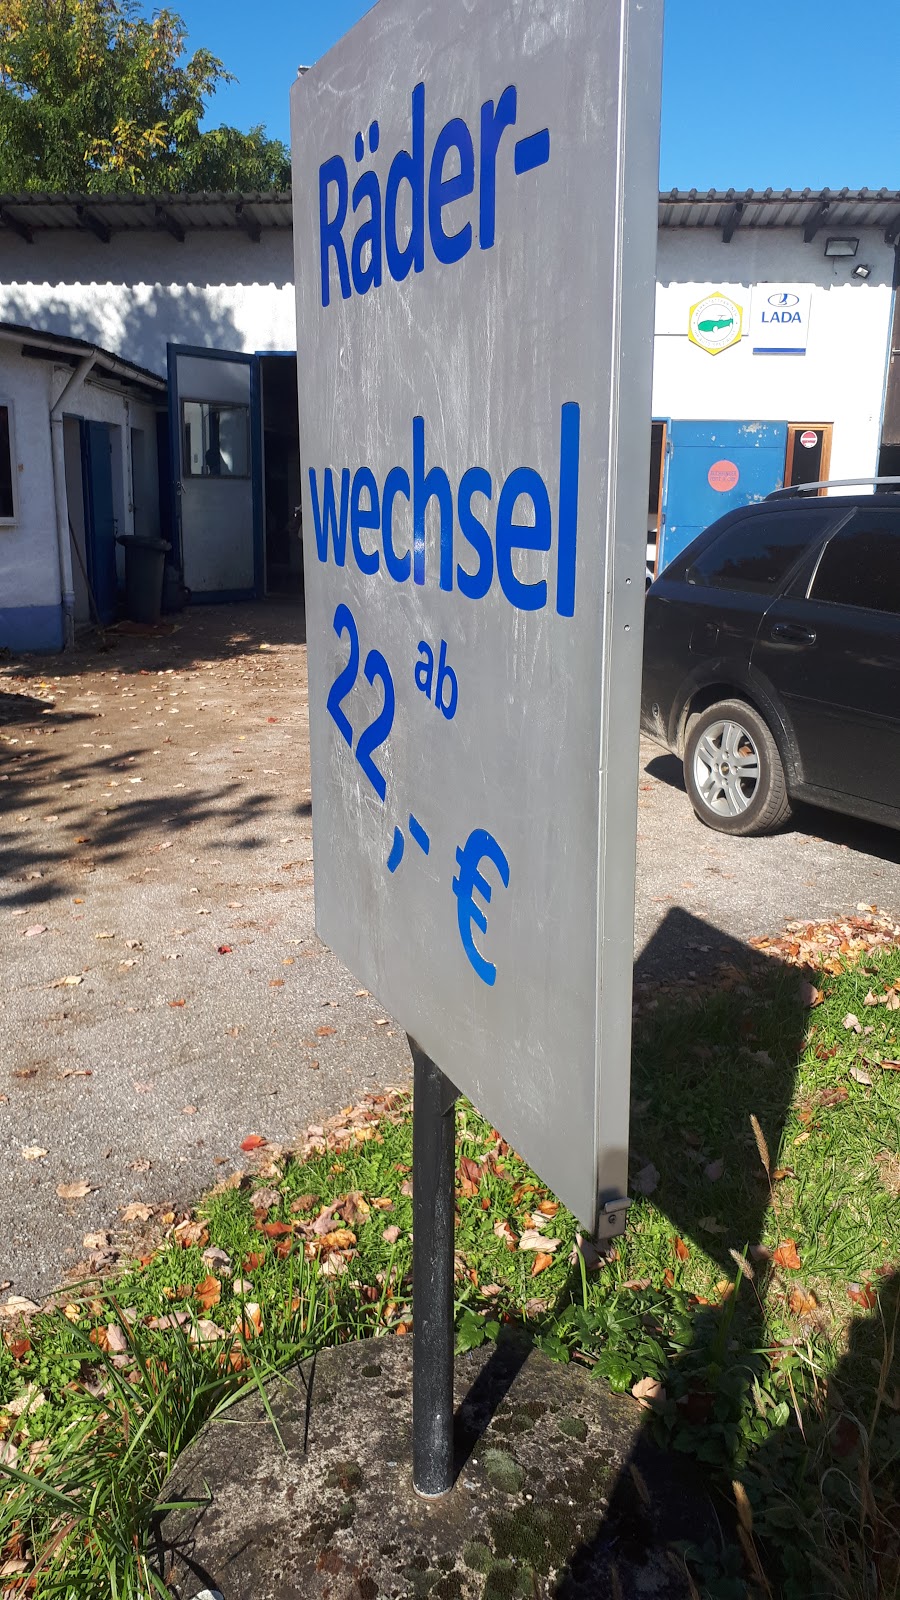 Räder-
wechsel
ab
22,- €
LADA